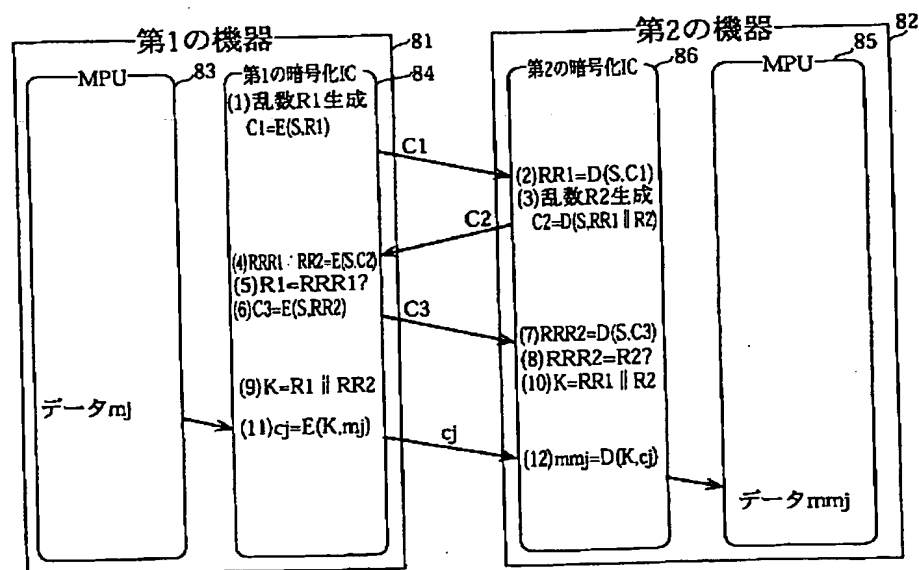 第1の機器
81
MPU
83
第1の暗号化IC
84
(1)乱数R1生成
C1=E(S,R1)
C1
(4)RRR1∥RR2=E(S,C2)
(5)R1=RRR1?
(6)C3=E(S,RR2)
C2
C3
(9)K=R1∥RR2
データmj
(11)cj=E(K,mj)
cj
第2の機器
82
第2の暗号化IC
86
MPU
85
(2)RR1=D(S,C1)
(3)乱数R2生成
C2=D(S,RR1∥R2)
(7)RRR2=D(S,C3)
(8)RRR2=R2?
(10)K=RR1∥R2
(12)mmj=D(K,cj)
データmmj